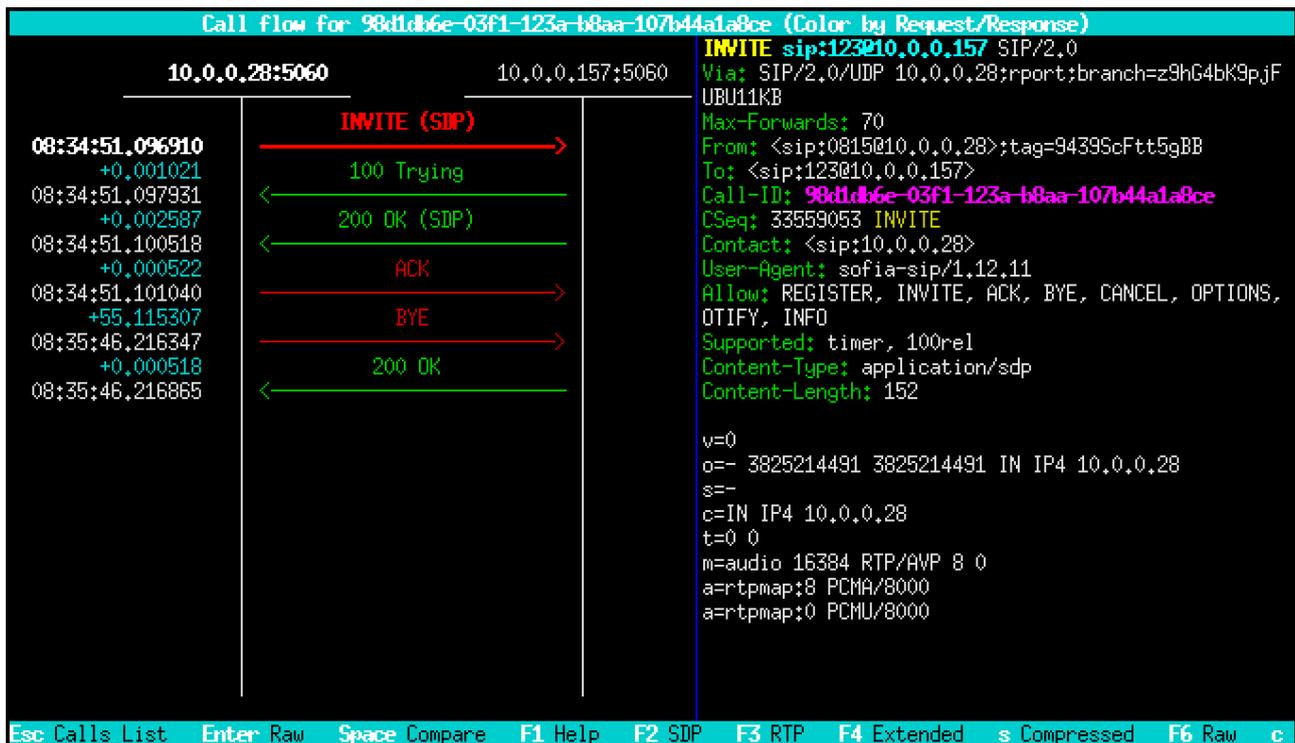 Call flow for 98d1db6e-03f1-123a-b8aa-107b44a1a8ce (Color by Request/Response)
10.0.0.28:5060 10.0.0.157:5060
INVITE (SDP)
08:34:51.096910
+0.001021 100 Trying
08:34:51.097931
+0.002587 200 OK (SDP)
08:34:51.100518
+0.000522 ACK
08:34:51.101040
+55.115307 BYE
08:35:46.216347
+0.000518 200 OK
08:35:46.216865
INVITE sip:123@10.0.0.157 SIP/2.0
Via: SIP/2.0/UDP 10.0.0.28;rport;branch=z9hG4bK9pjF
UBU11KB
Max-Forwards: 70
From: <sip:0815@10.0.0.28>;tag=9439ScFtt5gBB
To: <sip:123@10.0.0.157>
Call-ID: 98d1db6e-03f1-123a-b8aa-107b44a1a8ce
CSeq: 33559053 INVITE
Contact: <sip:10.0.0.28>
User-Agent: sofia-sip/1.12.11
Allow: REGISTER, INVITE, ACK, BYE, CANCEL, OPTIONS,
OTIFY, INFO
Supported: timer, 100rel
Content-Type: application/sdp
Content-Length: 152
v=0
o=- 3825214491 3825214491 IN IP4 10.0.0.28
s=-
c=IN IP4 10.0.0.28
t=0 0
m=audio 16384 RTP/AVP 8 0
a=rtpmap:8 PCMA/8000
a=rtpmap:0 PCMU/8000
Esc Calls List Enter Raw Space Compare F1 Help F2 SDP F3 RTP F4 Extended s Compressed F6 Raw c